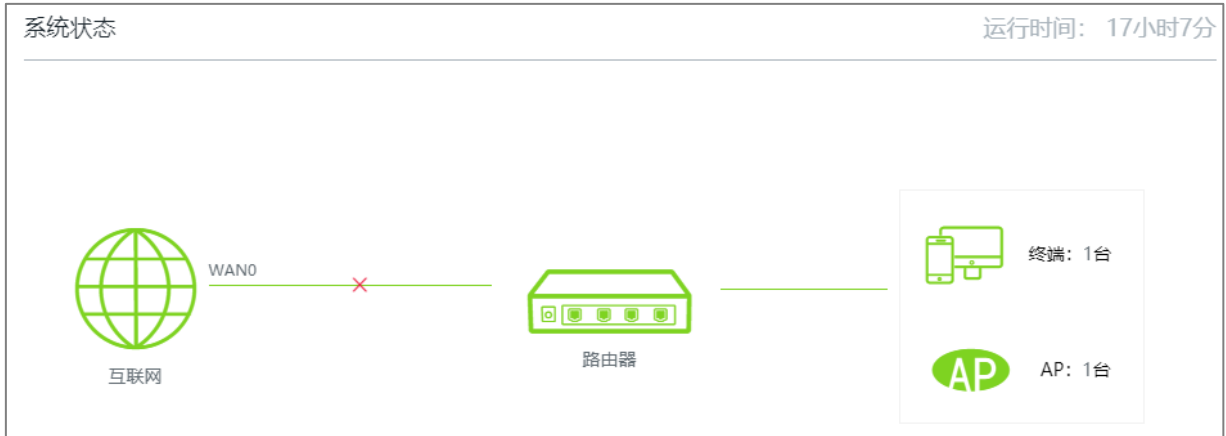 系统状态
运行时间： 17小时7分
WAN0
互联网
路由器
终端：1台
AP
AP：1台